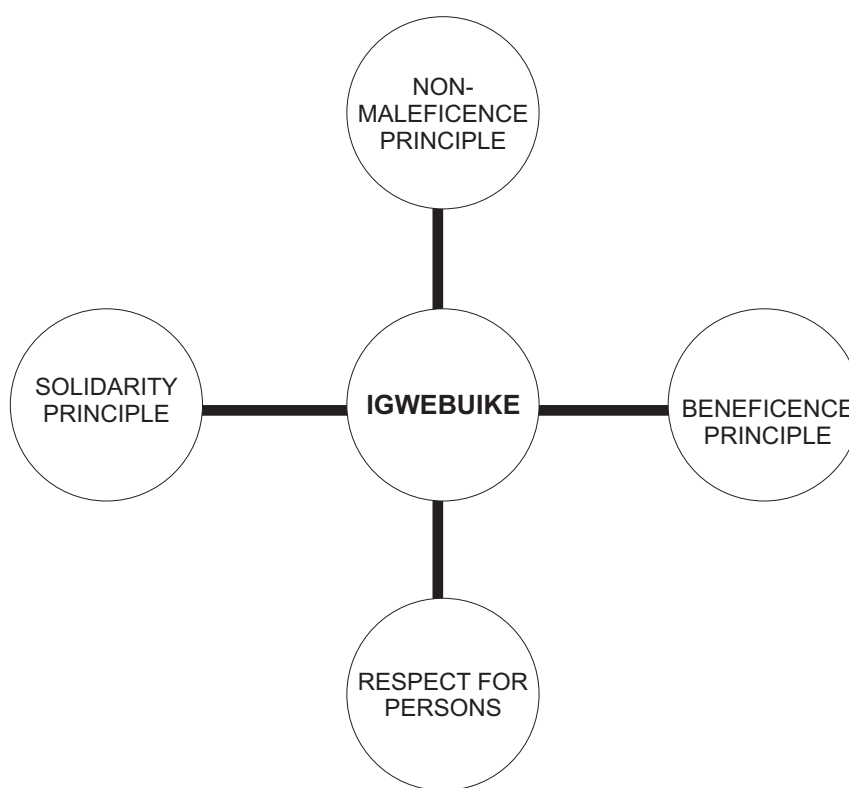 NON-
MALEFICENCE
PRINCIPLE
SOLIDARITY
PRINCIPLE
IGWEBUIKE
BENEFICENCE
PRINCIPLE
RESPECT FOR
PERSONS